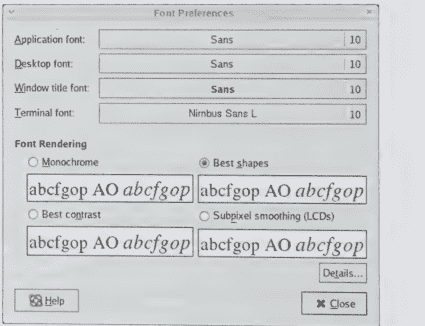 Font Preferences
Application font: Sans 10
Desktop font: Sans 10
Window title font: Sans 10
Terminal font: Nimbus Sans L 10
Font Rendering
Monochrome Best shapes
abcfgop AO abcfgop abcfgop AO abcfgop
Best contrast Subpixel smoothing (LCDs)
abcfgop AO abcfgop abcfgop AO abcfgop
Details...
Help Close